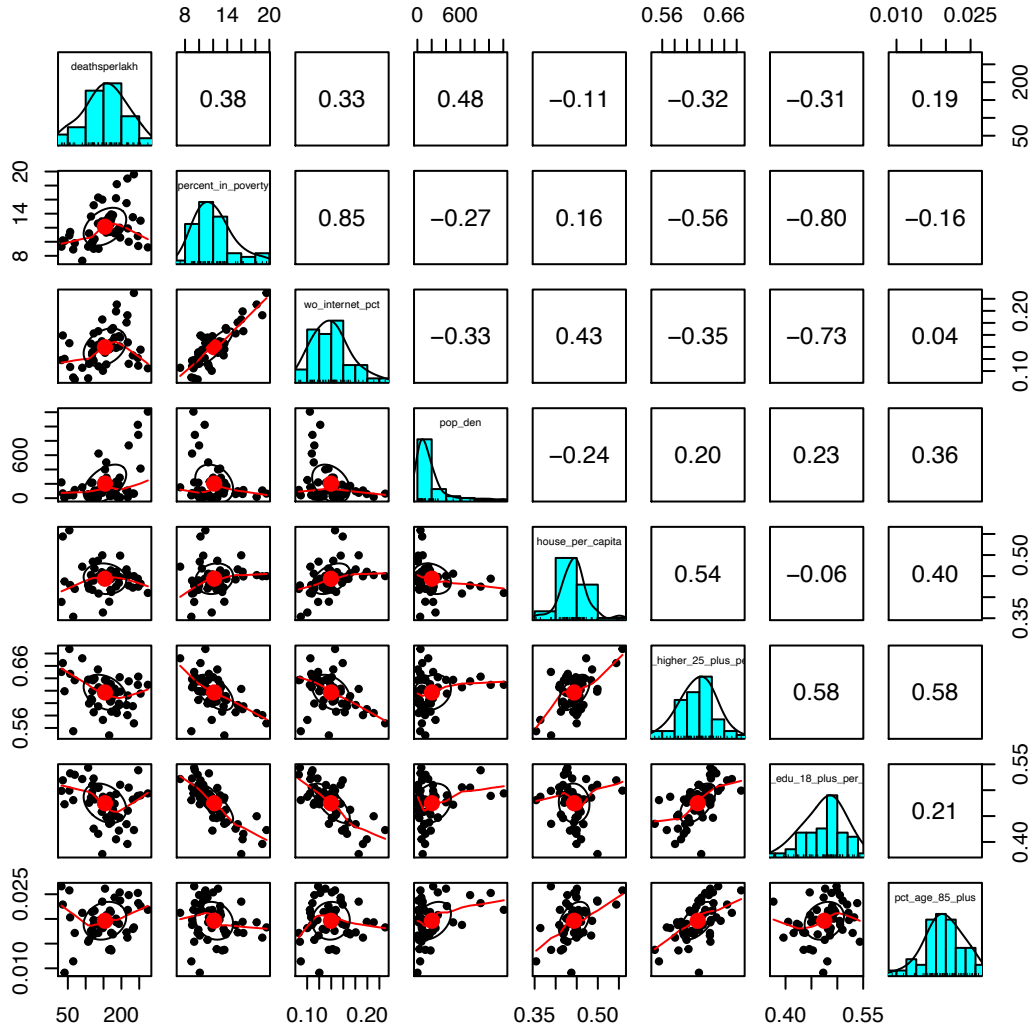 8 14 20 0 600 0.56 0.66 0.010 0.025
deathsperlakh
0.38 0.33 0.48 −0.11 −0.32 −0.31 0.19
50 200
percent_in_poverty
8 14 20
0.85 −0.27 0.16 −0.56 −0.80 −0.16
wo_internet_pct
−0.33 0.43 −0.35 −0.73 0.04
0.10 0.20
pop_den
0 600
−0.24 0.20 0.23 0.36
house_per_capita
0.54 −0.06 0.40
0.35 0.50
_higher_25_plus_pe
0.56 0.66
0.58 0.58
_edu_18_plus_per_
0.21
0.40 0.55
pct_age_85_plus
0.010 0.025
50 200 0.10 0.20 0.35 0.50 0.40 0.55